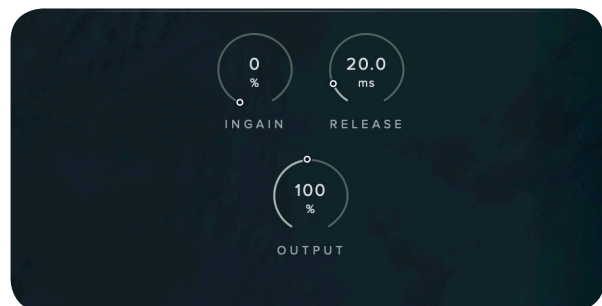 0
%
INGAIN
20.0
ms
RELEASE
100
%
OUTPUT